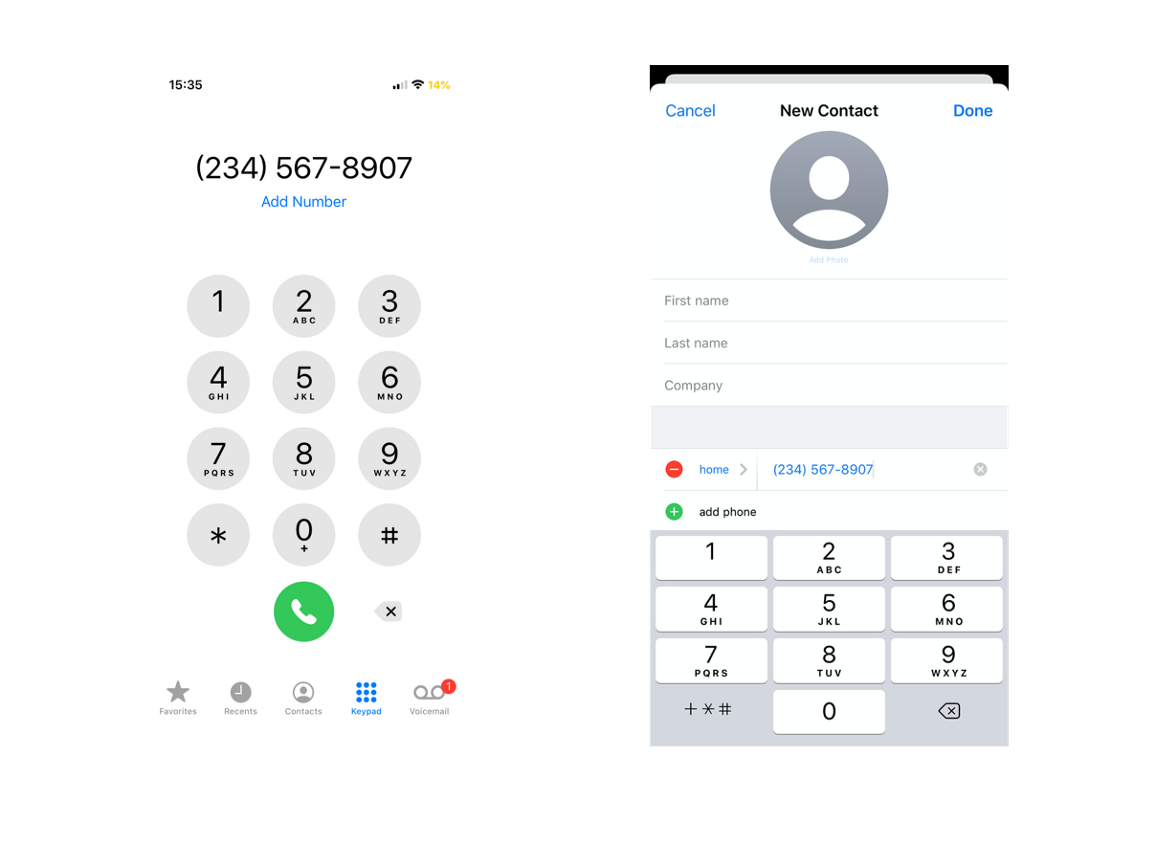 15:35
14%
(234) 567-8907
Add Number
1
2
ABC
3
DEF
4
GHI
5
JKL
6
MNO
7
PQRS
8
TUV
9
WXYZ
*
0
+
#
Favorites
Recents
Contacts
Keypad
1
Voicemail
Cancel
New Contact
Done
Add Photo
First name
Last name
Company
home
(234) 567-8907
add phone
1
2
ABC
3
DEF
4
GHI
5
JKL
6
MNO
7
PQRS
8
TUV
9
WXYZ
+ * #
0